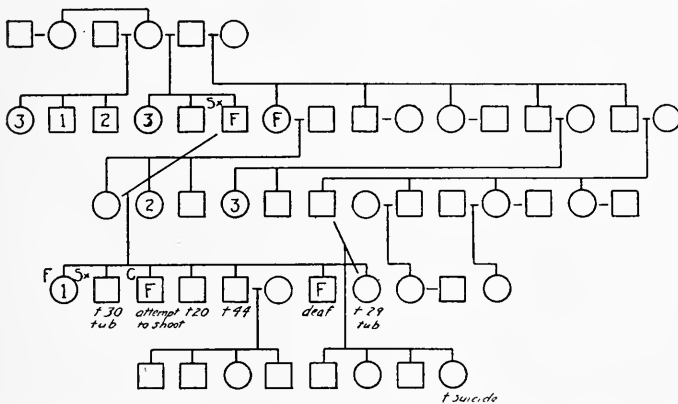 Sx
3 1 2 3 F F
2 3
F Sx C
1 F F
† 30 attempt † 20 † 44 deaf † 29
tub to shoot tub
† suicide